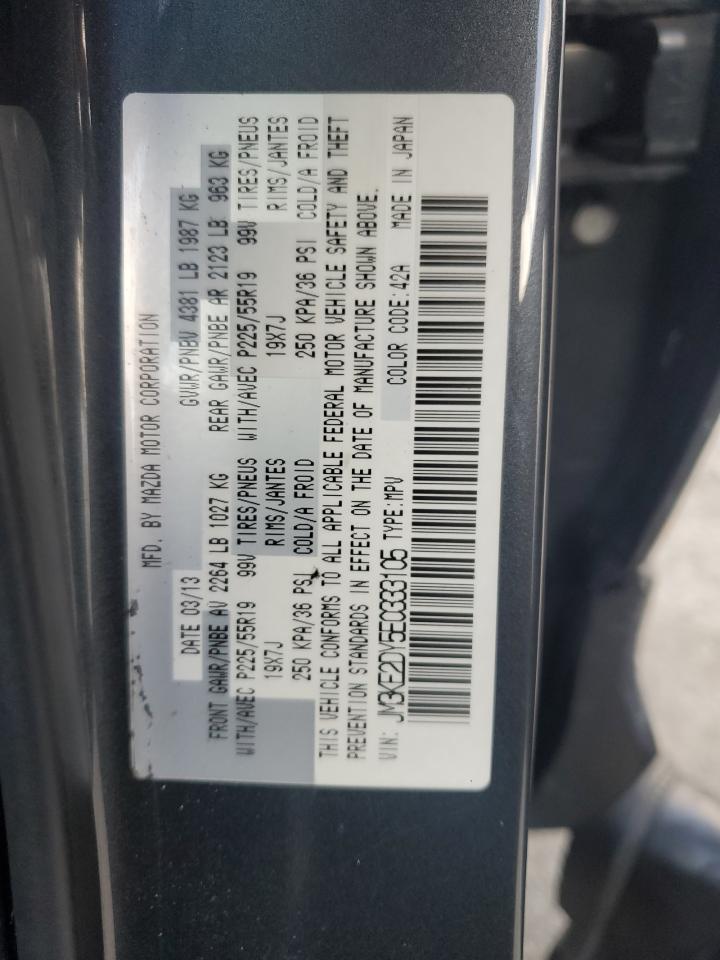 MFD. BY MAZDA MOTOR CORPORATION
DATE 03/13 GVWR/PNBV 4381 LB 1987 KG
FRONT GAWR/PNBE AV 2264 LB 1027 KG REAR GAWR/PNBE AR 2123 LB 963 KG
WITH/AVEC P225/55R19 99V TIRES/PNEUS WITH/AVEC P225/55R19 99V TIRES/PNEUS
19X7J RIMS/JANTES 19X7J RIMS/JANTES
250 KPA/36 PSI COLD/A FROID 250 KPA/36 PSI COLD/A FROID
THIS VEHICLE CONFORMS TO ALL APPLICABLE FEDERAL MOTOR VEHICLE SAFETY AND THEFT
PREVENTION STANDARDS IN EFFECT ON THE DATE OF MANUFACTURE SHOWN ABOVE.
VIN: JM3KE2DY5E0333105 TYPE:MPV COLOR CODE:42A MADE IN JAPAN